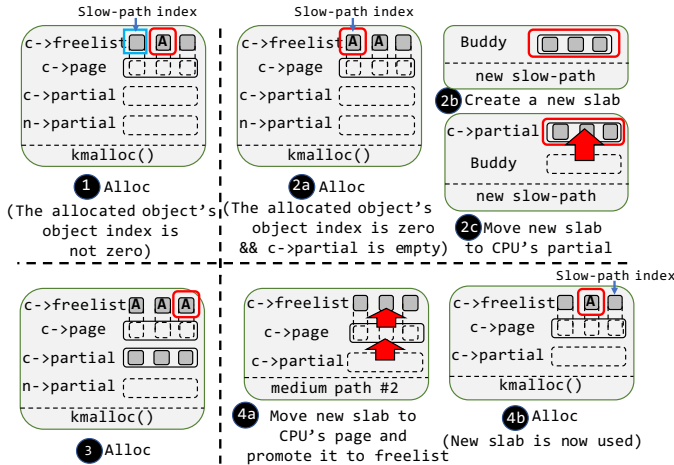 Slow-path index
c->freelist A
c->page
c->partial
n->partial
kmalloc()
1 Alloc
(The allocated object's
object index is
not zero)
Slow-path index
c->freelist A A
c->page
c->partial
n->partial
kmalloc()
2a Alloc
(The allocated object's
object index is zero
&& c->partial is empty)
Buddy
new slow-path
2b Create a new slab
c->partial
Buddy
new slow-path
2c Move new slab
to CPU's partial
c->freelist A A A
c->page
c->partial
n->partial
kmalloc()
3 Alloc
c->freelist
c->page
c->partial
medium path #2
4a Move new slab to
CPU's page and
promote it to freelist
Slow-path index
c->freelist A
c->page
c->partial
kmalloc()
4b Alloc
(New slab is now used)